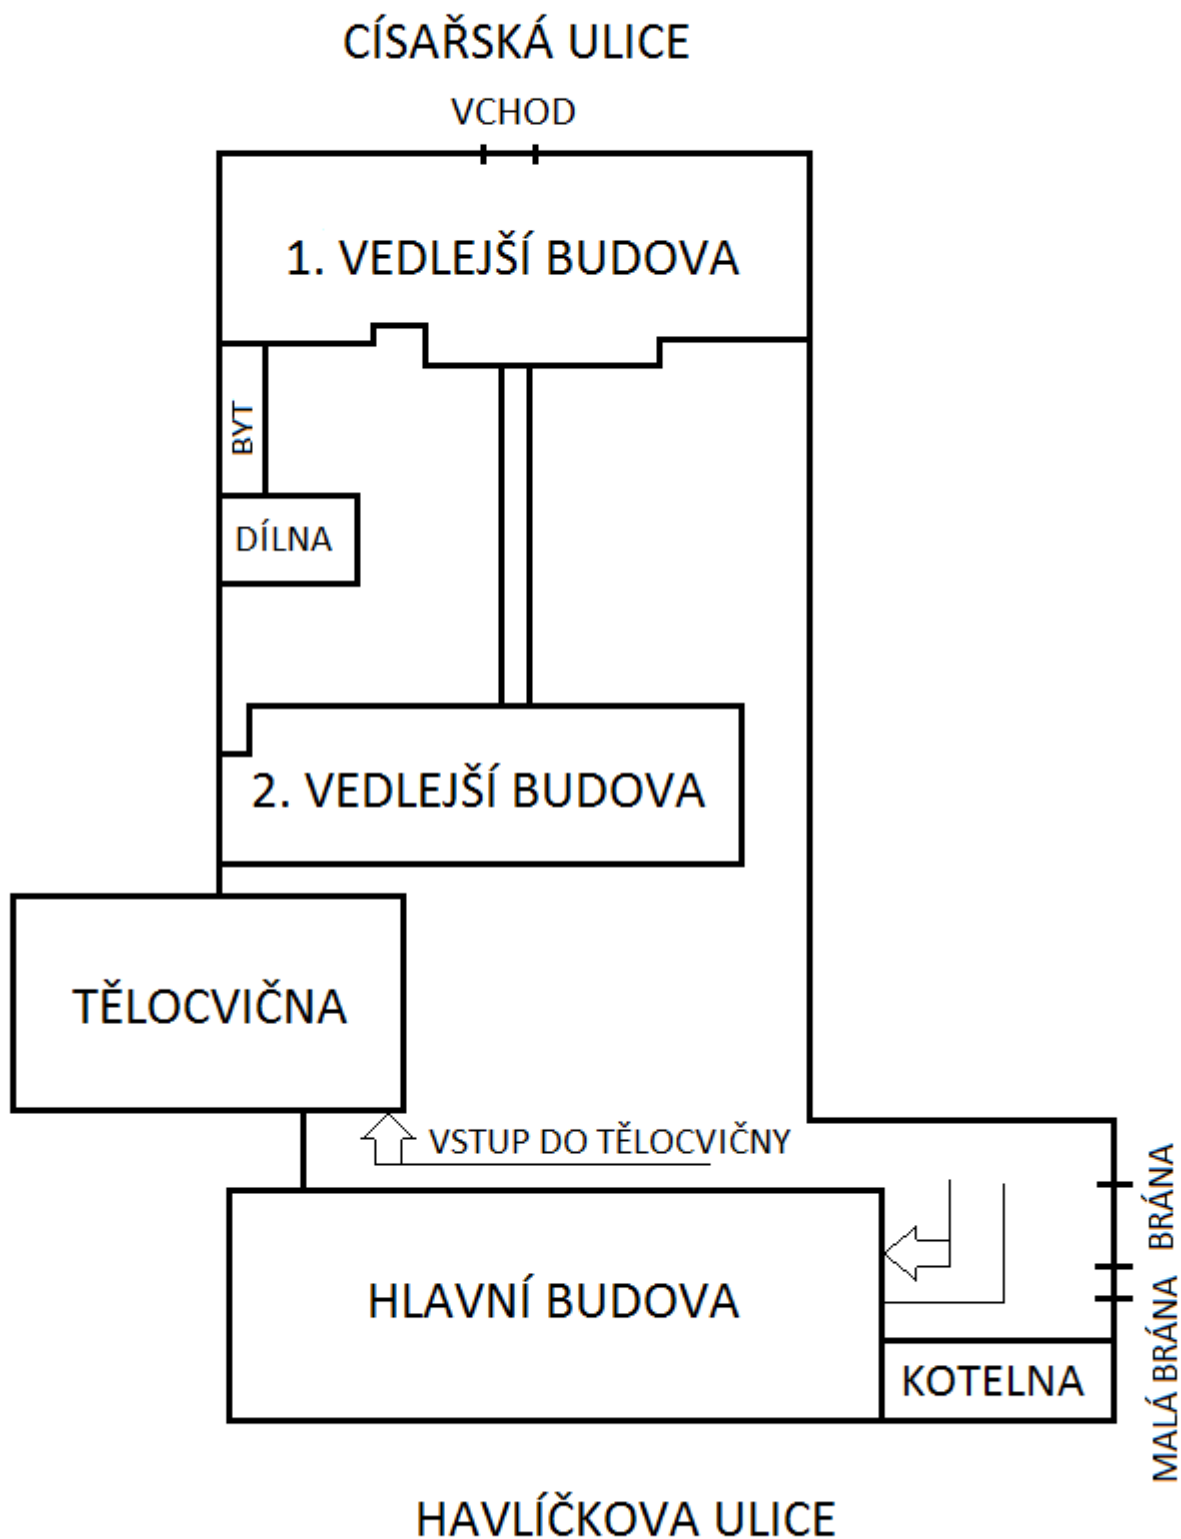 CÍSAŘSKÁ ULICE
VCHOD
1. VEDLEJŠÍ BUDOVA
BYT
DÍLNA
2. VEDLEJŠÍ BUDOVA
TĚLOCVIČNA
VSTUP DO TĚLOCVIČNY
BRÁNA
MALÁ BRÁNA
HLAVNÍ BUDOVA
KOTELNA
HAVLÍČKOVA ULICE